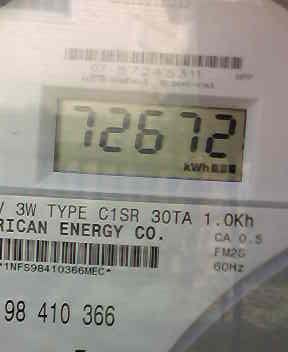 72672
kWh
V 3W TYPE C1SR 30TA 1.0Kh
RICAN ENERGY CO.
CA 0.5
FM2S
60Hz
*1NFS98410366MEC*
98 410 366